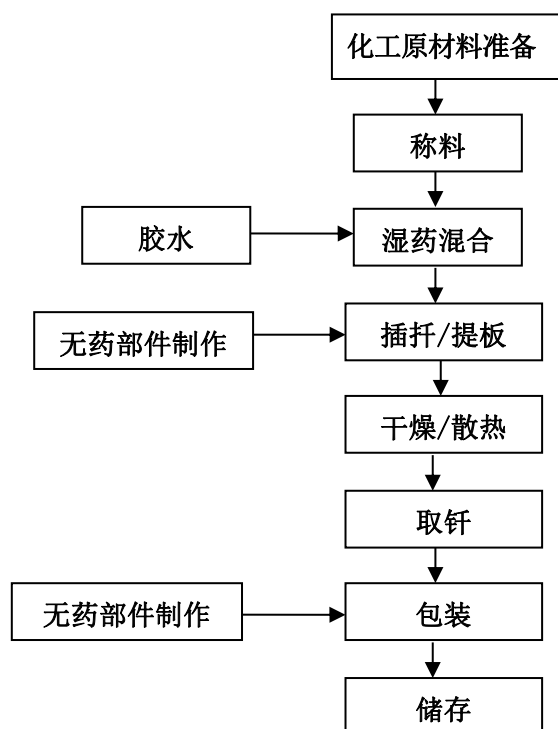 化工原材料准备
称料
胶水
湿药混合
无药部件制作
插扦/提板
干燥/散热
取钎
无药部件制作
包装
储存